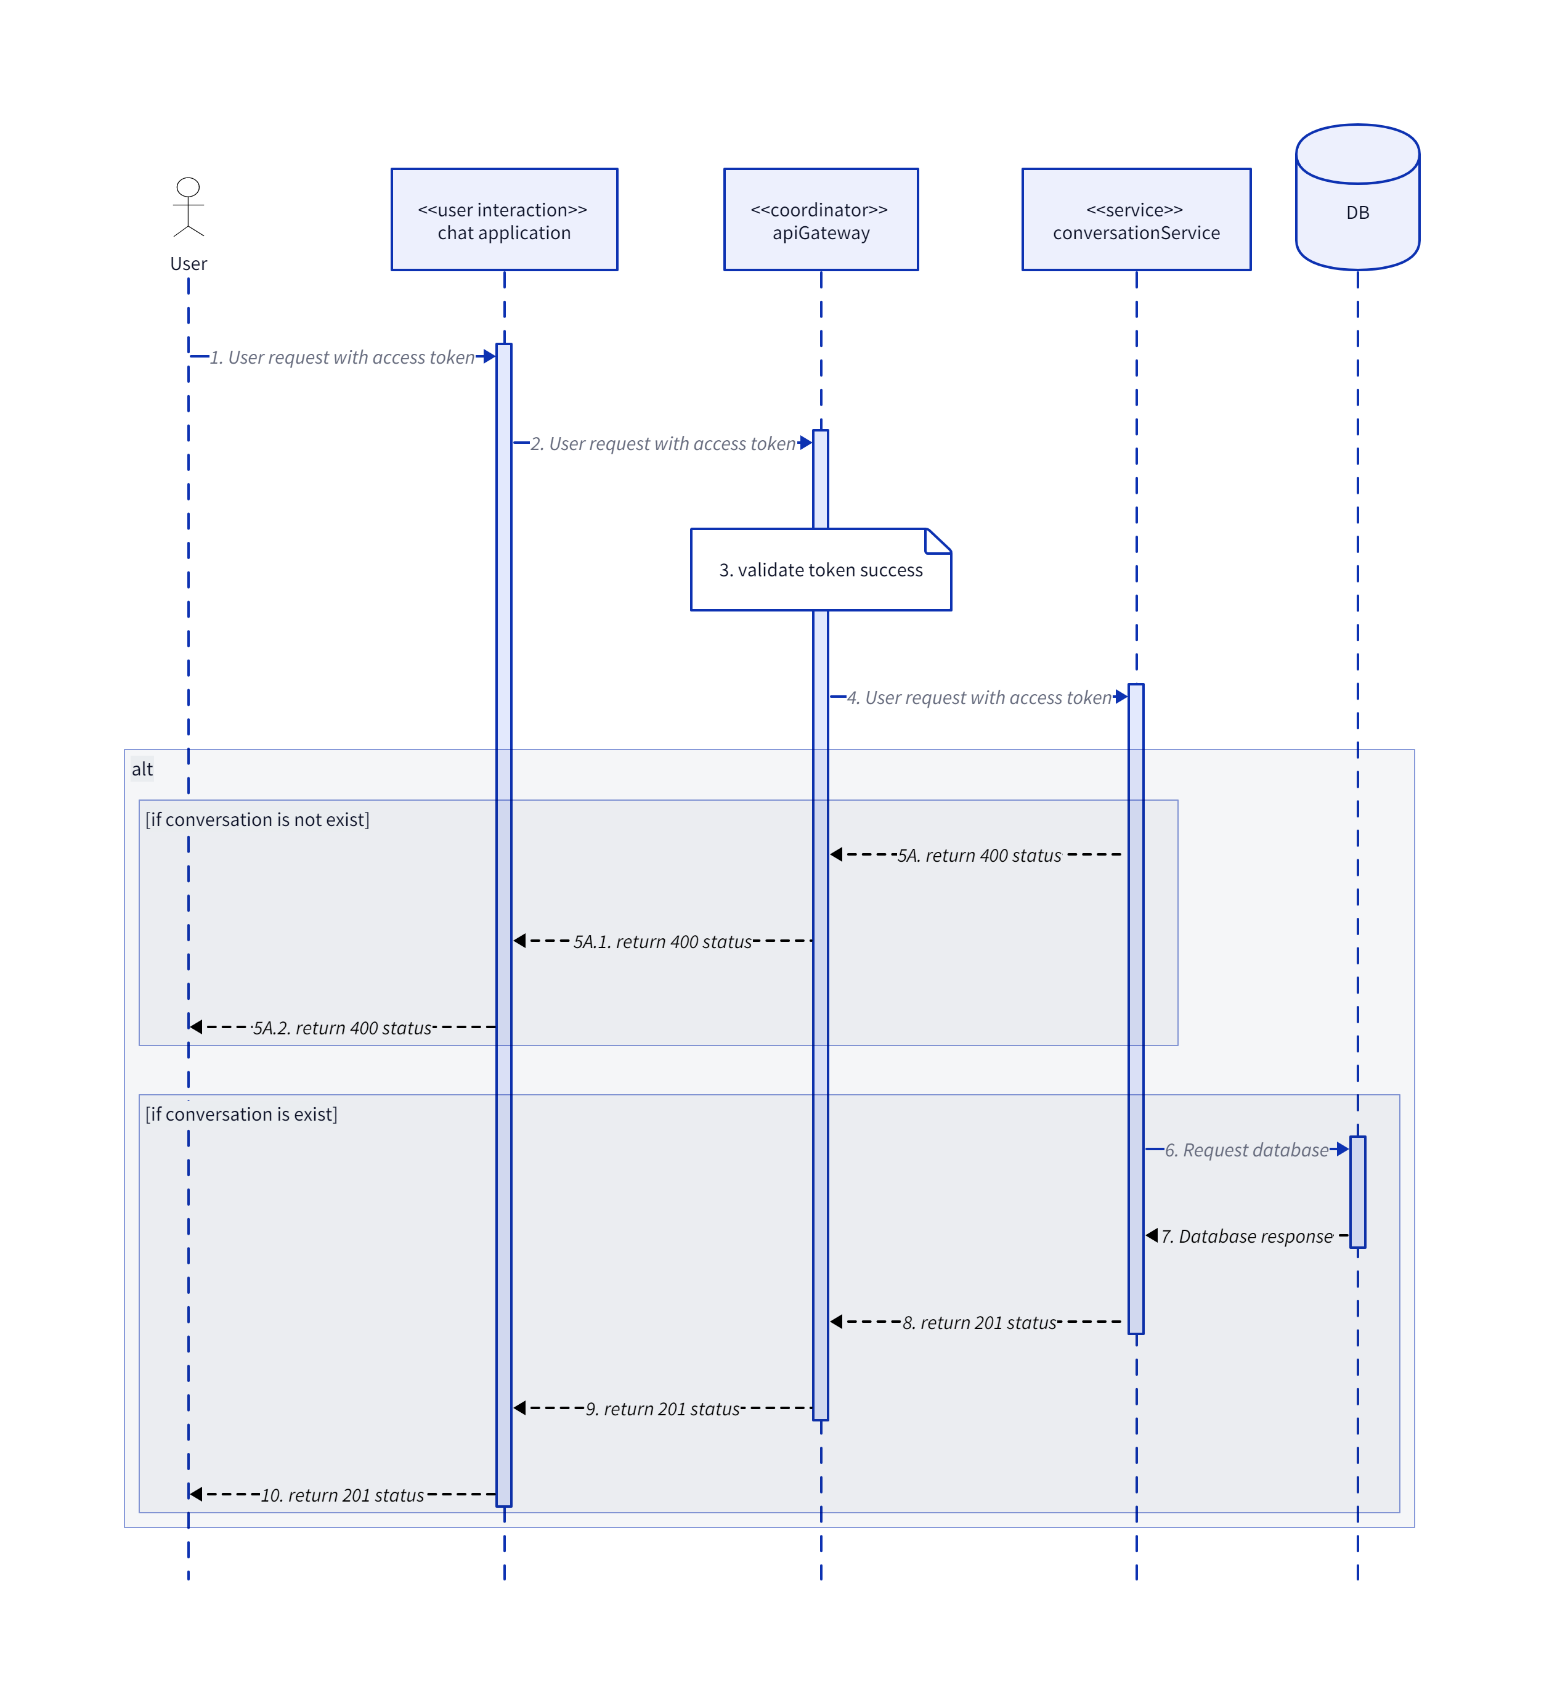 User
<<user interaction>>
chat application
<<coordinator>>
apiGateway
<<service>>
conversationService
DB
1. User request with access token
2. User request with access token
3. validate token success
4. User request with access token
alt
[if conversation is not exist]
5A. return 400 status
5A.1. return 400 status
5A.2. return 400 status
[if conversation is exist]
6. Request database
7. Database response
8. return 201 status
9. return 201 status
10. return 201 status